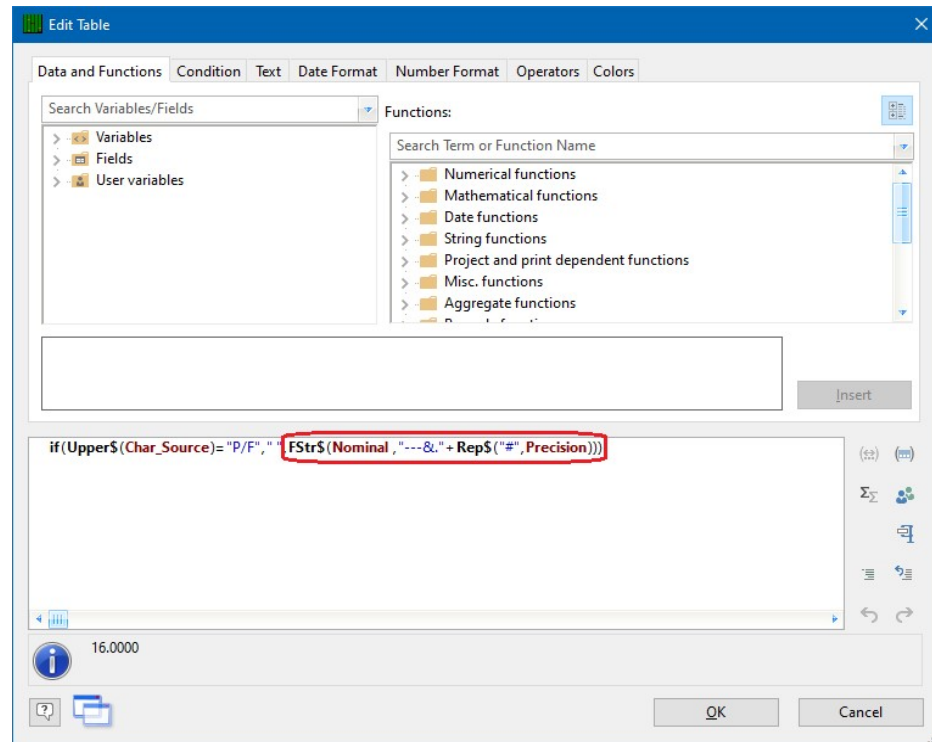 Edit Table
Data and Functions Condition Text Date Format Number Format Operators Colors
Search Variables/Fields
Functions:
Variables
Fields
User variables
Search Term or Function Name
Numerical functions
Mathematical functions
Date functions
String functions
Project and print dependent functions
Misc. functions
Aggregate functions
Insert
if(Upper$(Char_Source)="P/F"," ",FStr$(Nominal,"---&."+Rep$("#",Precision)))
16.0000
OK
Cancel